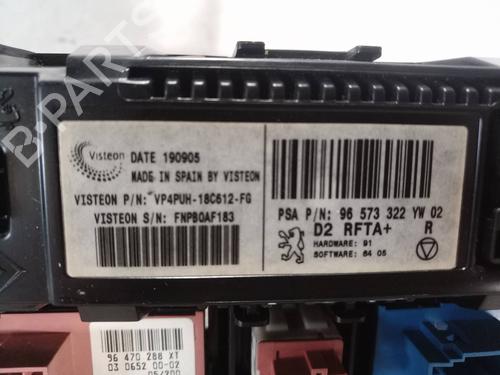 Visteon
DATE 190905
MADE IN SPAIN BY VISTEON
VISTEON P/N: VP4PUH-18C612-FG
VISTEON S/N: FNPBOAF183
PSA P/N: 96 573 322 YW 02
D2 RFTA+ R
HARDWARE: 91
SOFTWARE: 84 05
B-PARTS
96 470 288 XT
03 0652 00-02